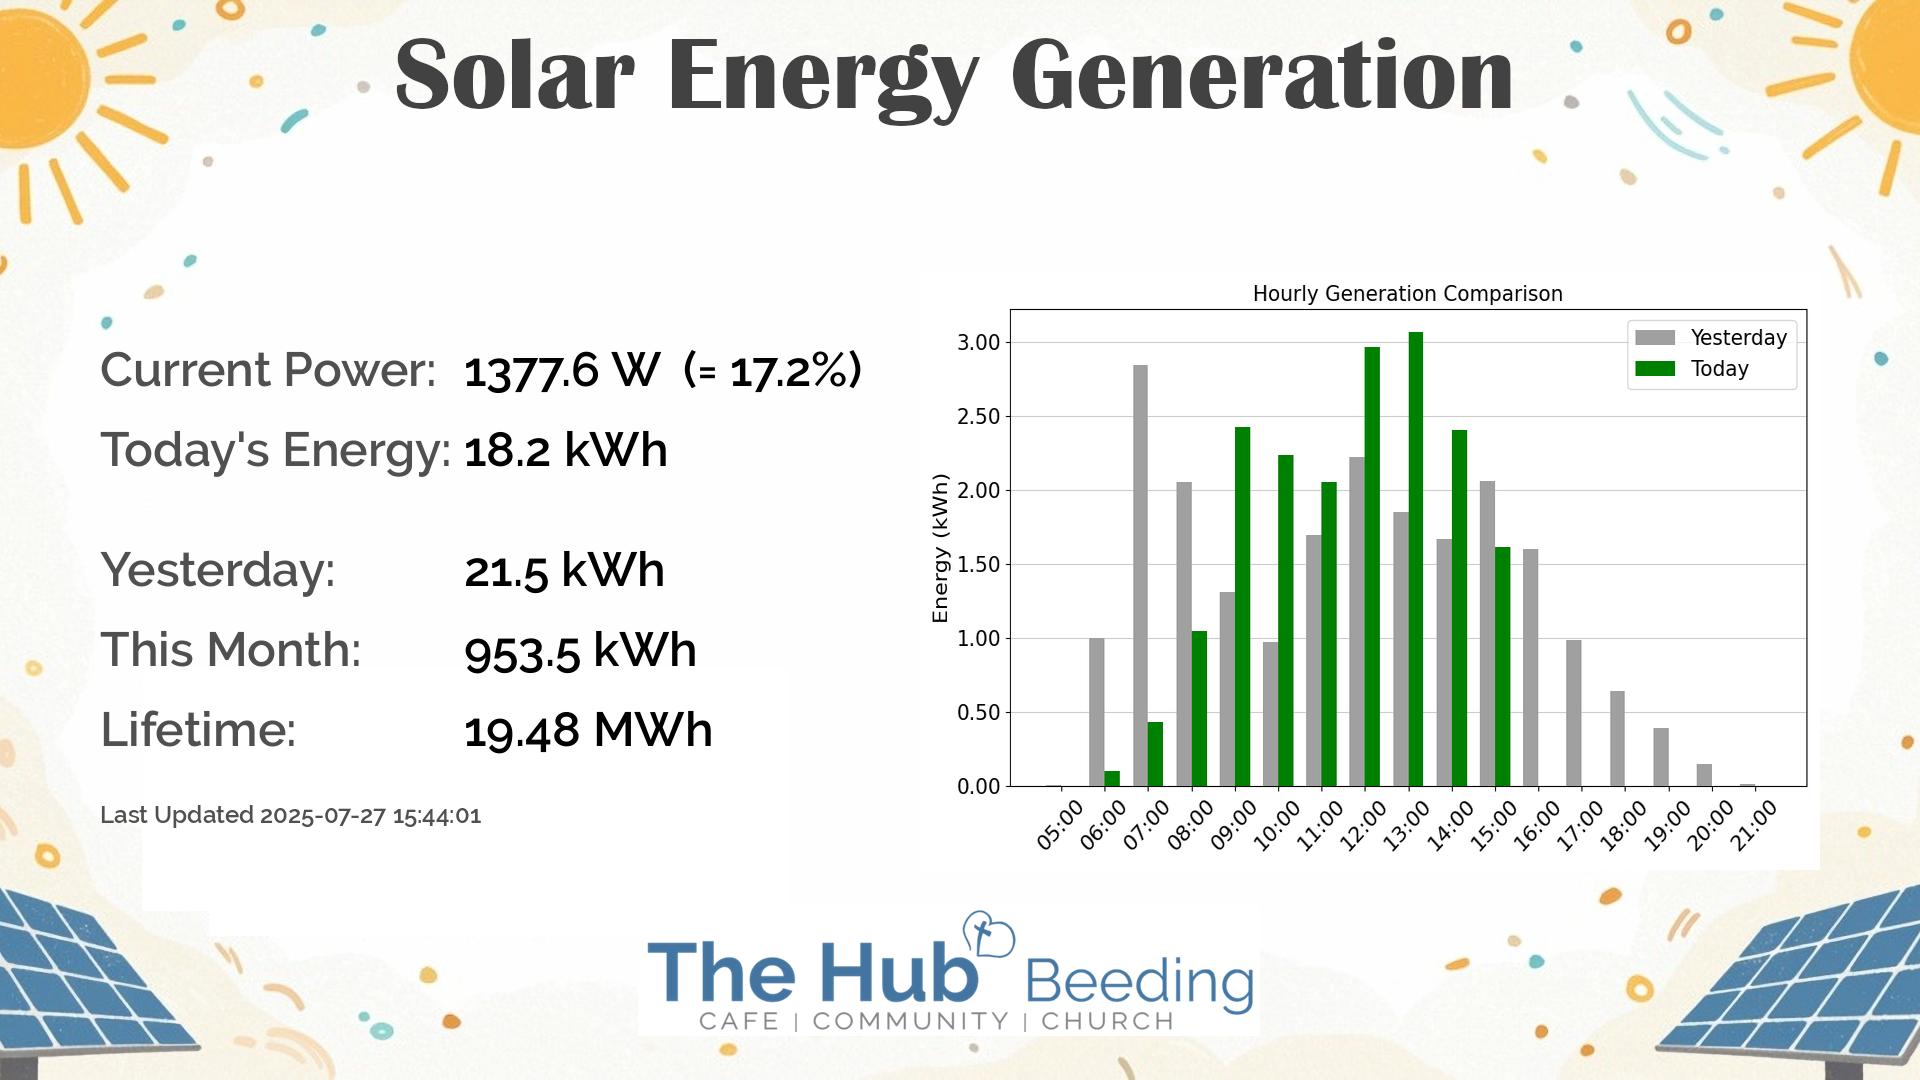 Solar Energy Generation
Current Power: 1377.6 W (= 17.2%)
Today's Energy: 18.2 kWh
Yesterday: 21.5 kWh
This Month: 953.5 kWh
Lifetime: 19.48 MWh
Last Updated 2025-07-27 15:44:01
Hourly Generation Comparison
Yesterday
Today
Energy (kWh)
3.00
2.50
2.00
1.50
1.00
0.50
0.00
05:00 06:00 07:00 08:00 09:00 10:00 11:00 12:00 13:00 14:00 15:00 16:00 17:00 18:00 19:00 20:00 21:00
The Hub Beeding
CAFE | COMMUNITY | CHURCH